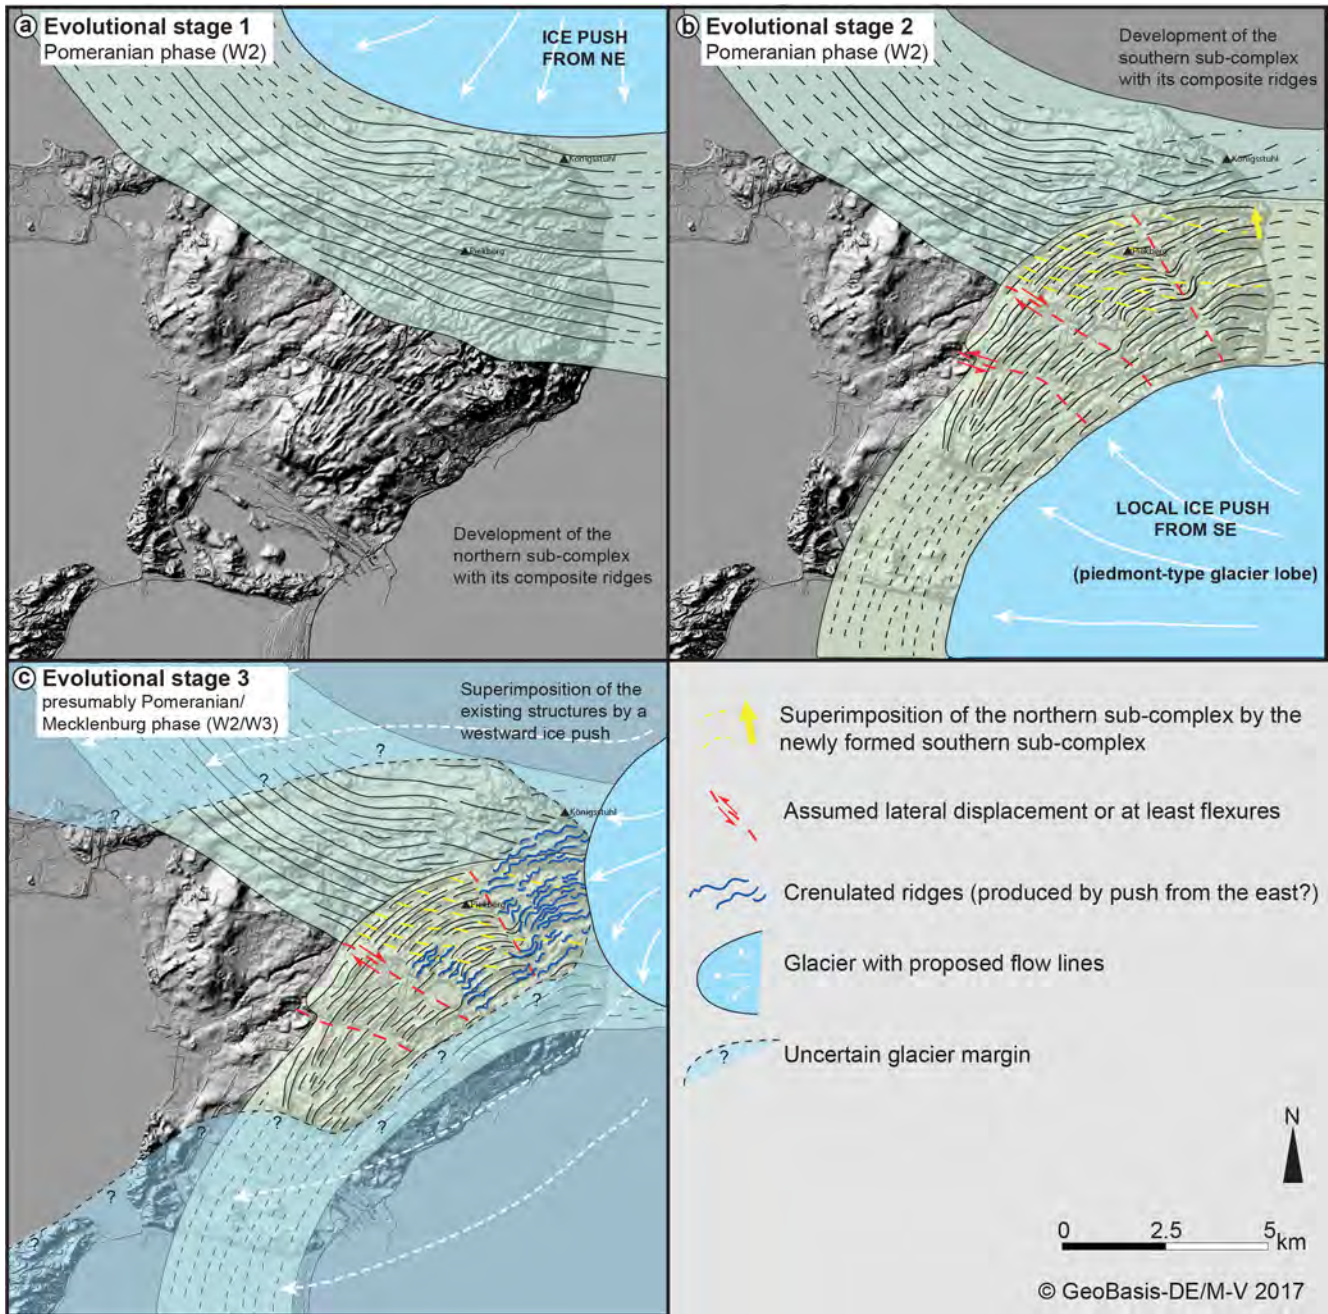 a Evolutional stage 1
Pomeranian phase (W2)
ICE PUSH
FROM NE
Königsstuhl
Piekberg
Development of the
northern sub-complex
with its composite ridges
b Evolutional stage 2
Pomeranian phase (W2)
Development of the
southern sub-complex
with its composite ridges
Königsstuhl
Piekberg
LOCAL ICE PUSH
FROM SE
(piedmont-type glacier lobe)
c Evolutional stage 3
presumably Pomeranian/
Mecklenburg phase (W2/W3)
Superimposition of the
existing structures by a
westward ice push
?
?
?
Königsstuhl
Piekberg
?
?
?
?
?
?
?
Superimposition of the northern sub-complex by the
newly formed southern sub-complex
Assumed lateral displacement or at least flexures
Crenulated ridges (produced by push from the east?)
Glacier with proposed flow lines
?
Uncertain glacier margin
N
0 2.5 5
km
© GeoBasis-DE/M-V 2017